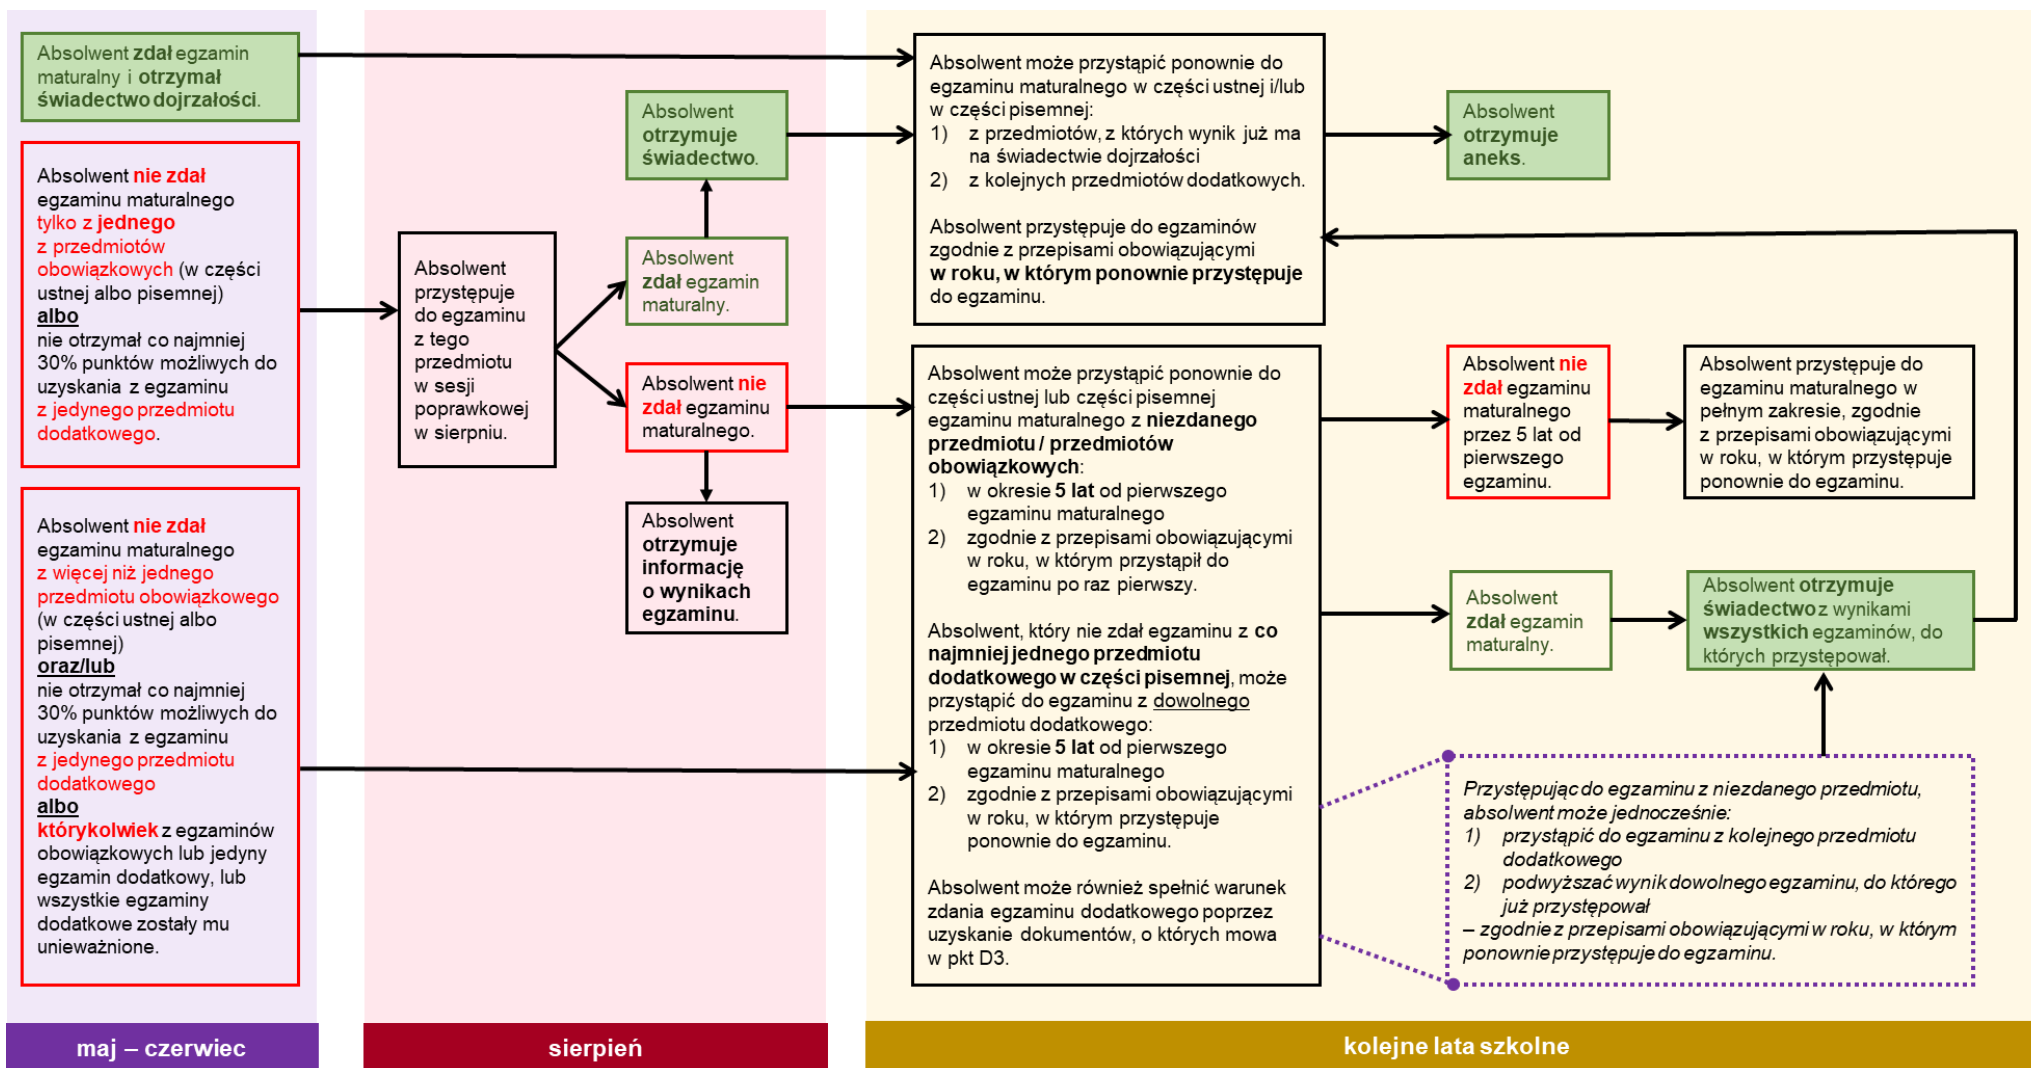 Absolwent zdał egzamin
maturalny i otrzymał
świadectwo dojrzałości.
Absolwent nie zdał
egzaminu maturalnego
tylko z jednego
z przedmiotów
obowiązkowych (w części
ustnej albo pisemnej)
albo
nie otrzymał co najmniej
30% punktów możliwych do
uzyskania z egzaminu
z jedynego przedmiotu
dodatkowego.
Absolwent nie zdał
egzaminu maturalnego
z więcej niż jednego
przedmiotu obowiązkowego
(w części ustnej albo
pisemnej)
oraz/lub
nie otrzymał co najmniej
30% punktów możliwych do
uzyskania z egzaminu
z jedynego przedmiotu
dodatkowego
albo
którykolwiek z egzaminów
obowiązkowych lub jedyny
egzamin dodatkowy, lub
wszystkie egzaminy
dodatkowe zostały mu
unieważnione.
maj – czerwiec
Absolwent
przystępuje
do egzaminu
z tego
przedmiotu
w sesji
poprawkowej
w sierpniu.
Absolwent
otrzymuje
świadectwo.
Absolwent
zdał egzamin
maturalny.
Absolwent nie
zdał egzaminu
maturalnego.
Absolwent
otrzymuje
informację
o wynikach
egzaminu.
sierpień
Absolwent może przystąpić ponownie do
egzaminu maturalnego w części ustnej i/lub
w części pisemnej:
1) z przedmiotów, z których wynik już ma
na świadectwie dojrzałości
2) z kolejnych przedmiotów dodatkowych.
Absolwent przystępuje do egzaminów
zgodnie z przepisami obowiązującymi
w roku, w którym ponownie przystępuje
do egzaminu.
Absolwent
otrzymuje
aneks.
Absolwent może przystąpić ponownie do
części ustnej lub części pisemnej
egzaminu maturalnego z niezdanego
przedmiotu / przedmiotów
obowiązkowych:
1) w okresie 5 lat od pierwszego
egzaminu maturalnego
2) zgodnie z przepisami obowiązującymi
w roku, w którym przystąpił do
egzaminu po raz pierwszy.
Absolwent, który nie zdał egzaminu z co
najmniej jednego przedmiotu
dodatkowego w części pisemnej, może
przystąpić do egzaminu z dowolnego
przedmiotu dodatkowego:
1) w okresie 5 lat od pierwszego
egzaminu maturalnego
2) zgodnie z przepisami obowiązującymi
w roku, w którym przystępuje
ponownie do egzaminu.
Absolwent może również spełnić warunek
zdania egzaminu dodatkowego poprzez
uzyskanie dokumentów, o których mowa
w pkt D3.
Absolwent nie
zdał egzaminu
maturalnego
przez 5 lat od
pierwszego
egzaminu.
Absolwent przystępuje do
egzaminu maturalnego w
pełnym zakresie, zgodnie
z przepisami obowiązującymi
w roku, w którym przystępuje
ponownie do egzaminu.
Absolwent
zdał egzamin
maturalny.
Absolwent otrzymuje
świadectwo z wynikami
wszystkich egzaminów, do
których przystępował.
Przystępując do egzaminu z niezdanego przedmiotu,
absolwent może jednocześnie:
1) przystąpić do egzaminu z kolejnego przedmiotu
dodatkowego
2) podwyższać wynik dowolnego egzaminu, do którego
już przystępował
– zgodnie z przepisami obowiązującymi w roku, w którym
ponownie przystępuje do egzaminu.
kolejne lata szkolne